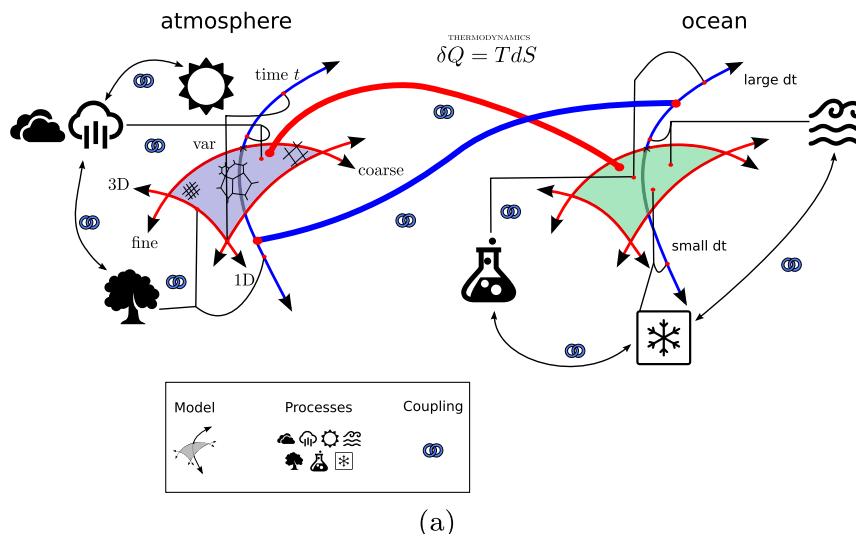 atmosphere
ocean
THERMODYNAMICS
δQ = TdS
time t
large dt
var
coarse
3D
fine
small dt
1D
Model
Processes
Coupling
(a)